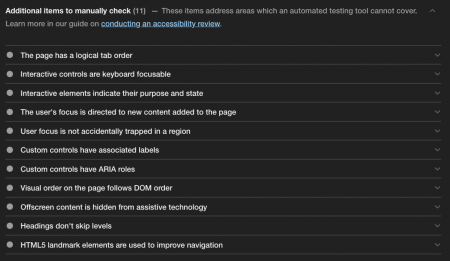 Additional items to manually check (11) — These items address areas which an automated testing tool cannot cover.
Learn more in our guide on conducting an accessibility review.
The page has a logical tab order
Interactive controls are keyboard focusable
Interactive elements indicate their purpose and state
The user's focus is directed to new content added to the page
User focus is not accidentally trapped in a region
Custom controls have associated labels
Custom controls have ARIA roles
Visual order on the page follows DOM order
Offscreen content is hidden from assistive technology
Headings don't skip levels
HTML5 landmark elements are used to improve navigation